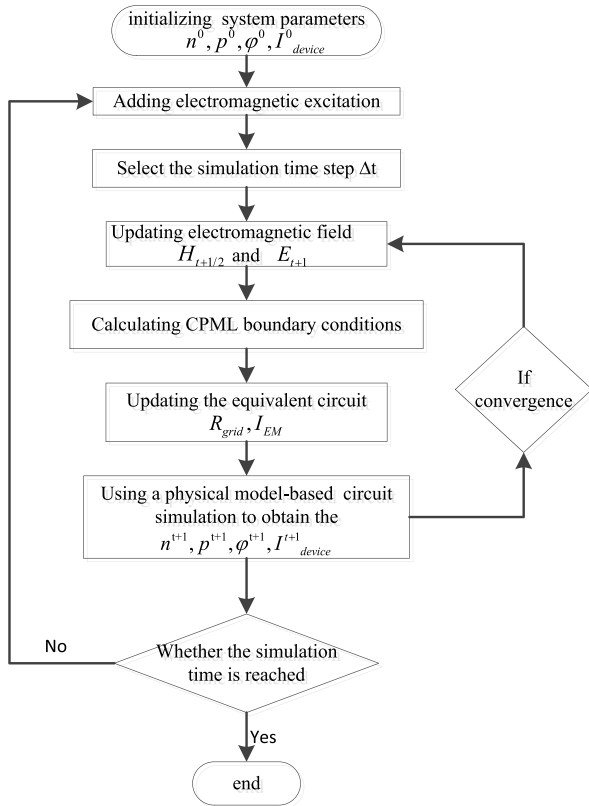 initializing system parameters
n⁰, p⁰, φ⁰, I⁰device
Adding electromagnetic excitation
Select the simulation time step Δt
Updating electromagnetic field
Ht+1/2 and Et+1
Calculating CPML boundary conditions
If
convergence
Updating the equivalent circuit
Rgrid, IEM
Using a physical model-based circuit
simulation to obtain the
nt+1, pt+1, φt+1, It+1device
No
Whether the simulation
time is reached
Yes
end